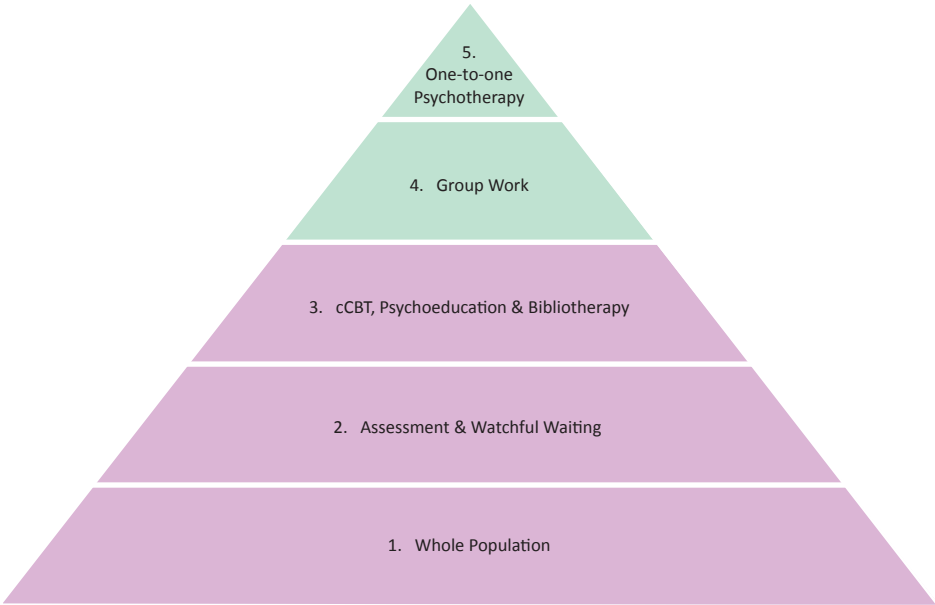 5.
One-to-one
Psychotherapy
4. Group Work
3. cCBT, Psychoeducation & Bibliotherapy
2. Assessment & Watchful Waiting
1. Whole Population